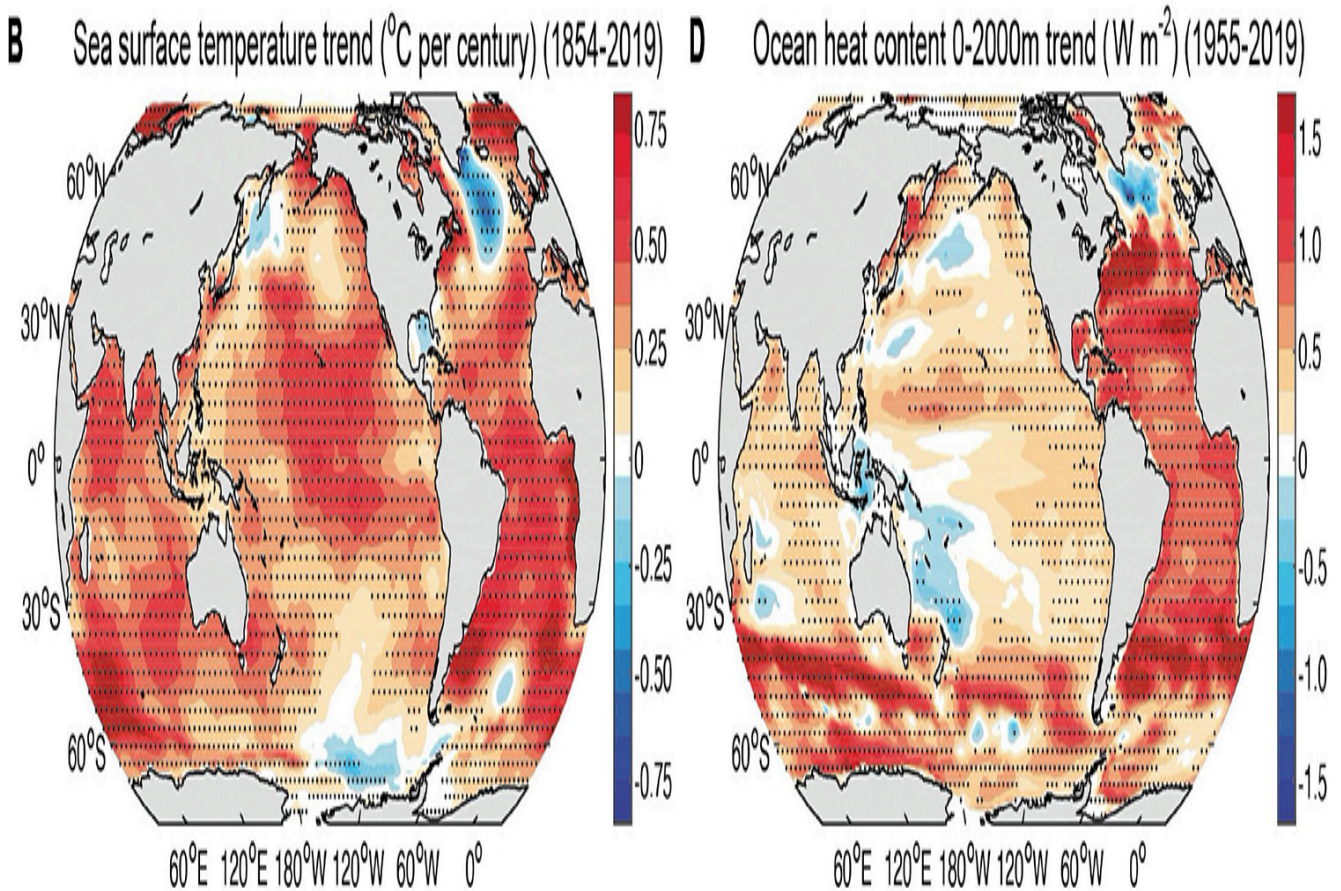 B Sea surface temperature trend (°C per century) (1854-2019)
60°N
30°N
0°
30°S
60°S
60°E 120°E 180°W 120°W 60°W 0°
0.75
0.50
0.25
0
-0.25
-0.50
-0.75
D Ocean heat content 0-2000m trend (W m⁻²) (1955-2019)
60°N
30°N
0°
30°S
60°S
60°E 120°E 180°W 120°W 60°W 0°
1.5
1.0
0.5
0
-0.5
-1.0
-1.5